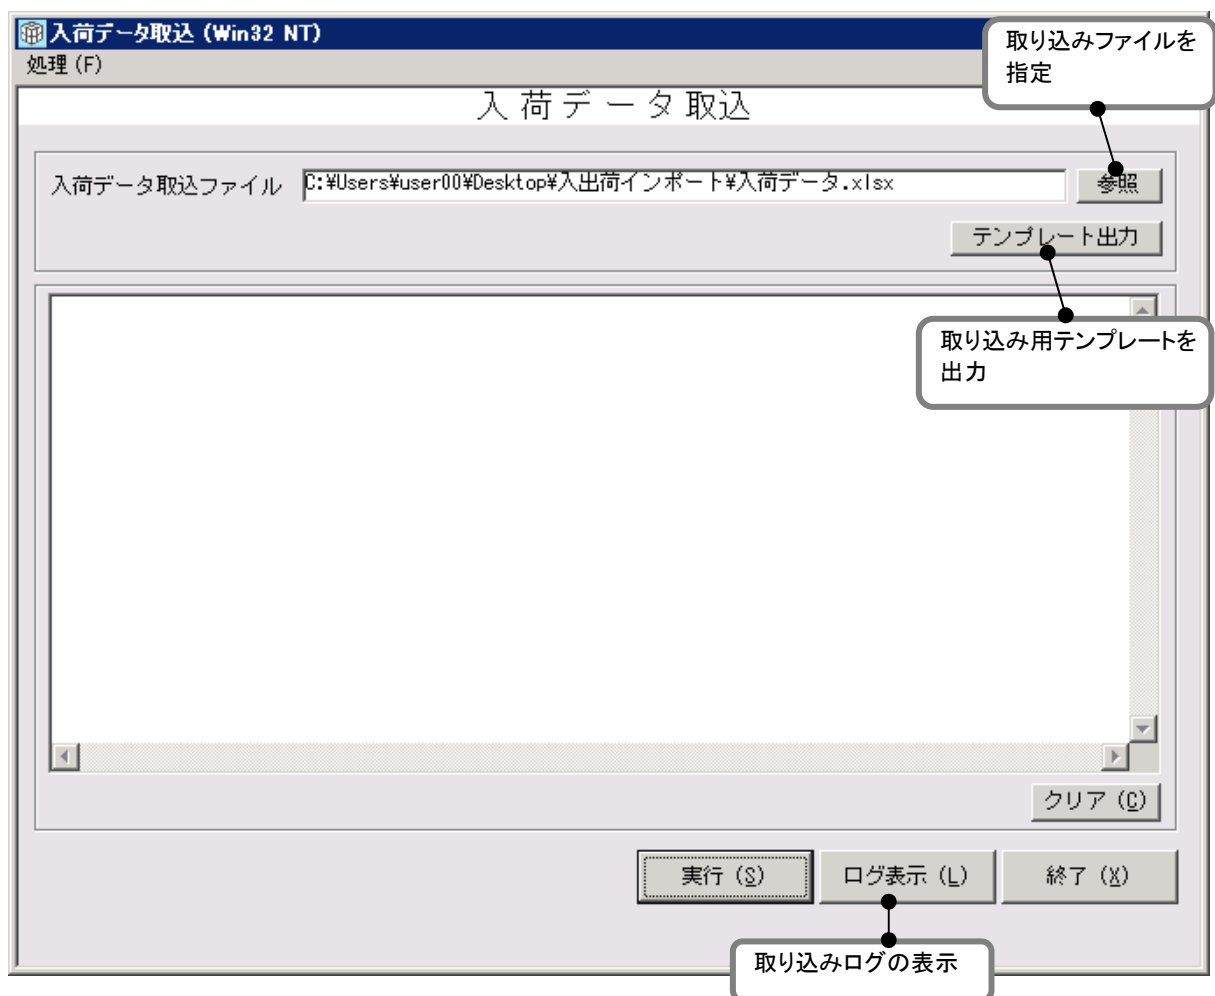 入荷データ取込 (Win32 NT)
取り込みファイルを
指定
処理(F)
入荷データ取込
入荷データ取込ファイル C:¥Users¥user00¥Desktop¥入出荷インポート¥入荷データ.xlsx 参照
テンプレート出力
取り込み用テンプレートを
出力
クリア (C)
実行 (S) ログ表示 (L) 終了 (X)
取り込みログの表示